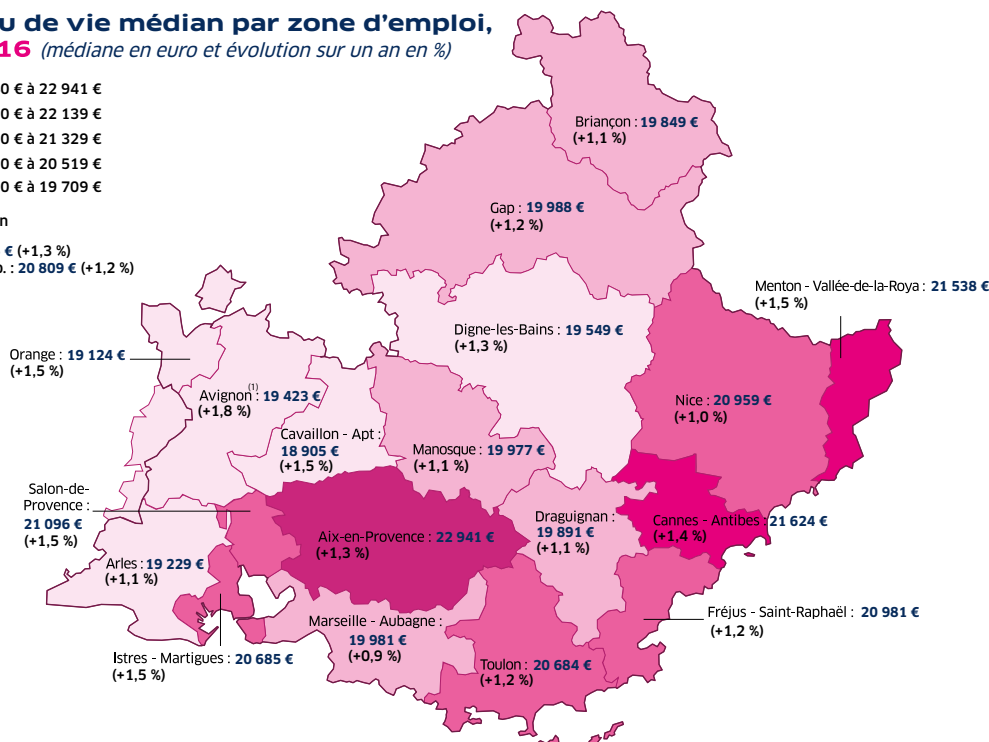 u de vie médian par zone d'emploi,
16 (médiane en euro et évolution sur un an en %)
0 € à 22 941 €
0 € à 22 139 €
0 € à 21 329 €
0 € à 20 519 €
0 € à 19 709 €
n
€ (+1,3 %)
. : 20 809 € (+1,2 %)
Briançon : 19 849 €
(+1,1 %)
Gap : 19 988 €
(+1,2 %)
Menton - Vallée-de-la-Roya : 21 538 €
(+1,5 %)
Digne-les-Bains : 19 549 €
(+1,3 %)
Orange : 19 124 €
(+1,5 %)
Avignon(1) : 19 423 €
(+1,8 %)
Nice : 20 959 €
(+1,0 %)
Cavaillon - Apt :
18 905 €
(+1,5 %)
Manosque : 19 977 €
(+1,1 %)
Salon-de-
Provence :
21 096 €
(+1,5 %)
Draguignan :
19 891 €
(+1,1 %)
Cannes - Antibes : 21 624 €
(+1,4 %)
Aix-en-Provence : 22 941 €
(+1,3 %)
Arles : 19 229 €
(+1,1 %)
Fréjus - Saint-Raphaël : 20 981 €
(+1,2 %)
Marseille - Aubagne :
19 981 €
(+0,9 %)
Istres - Martigues : 20 685 €
(+1,5 %)
Toulon : 20 684 €
(+1,2 %)